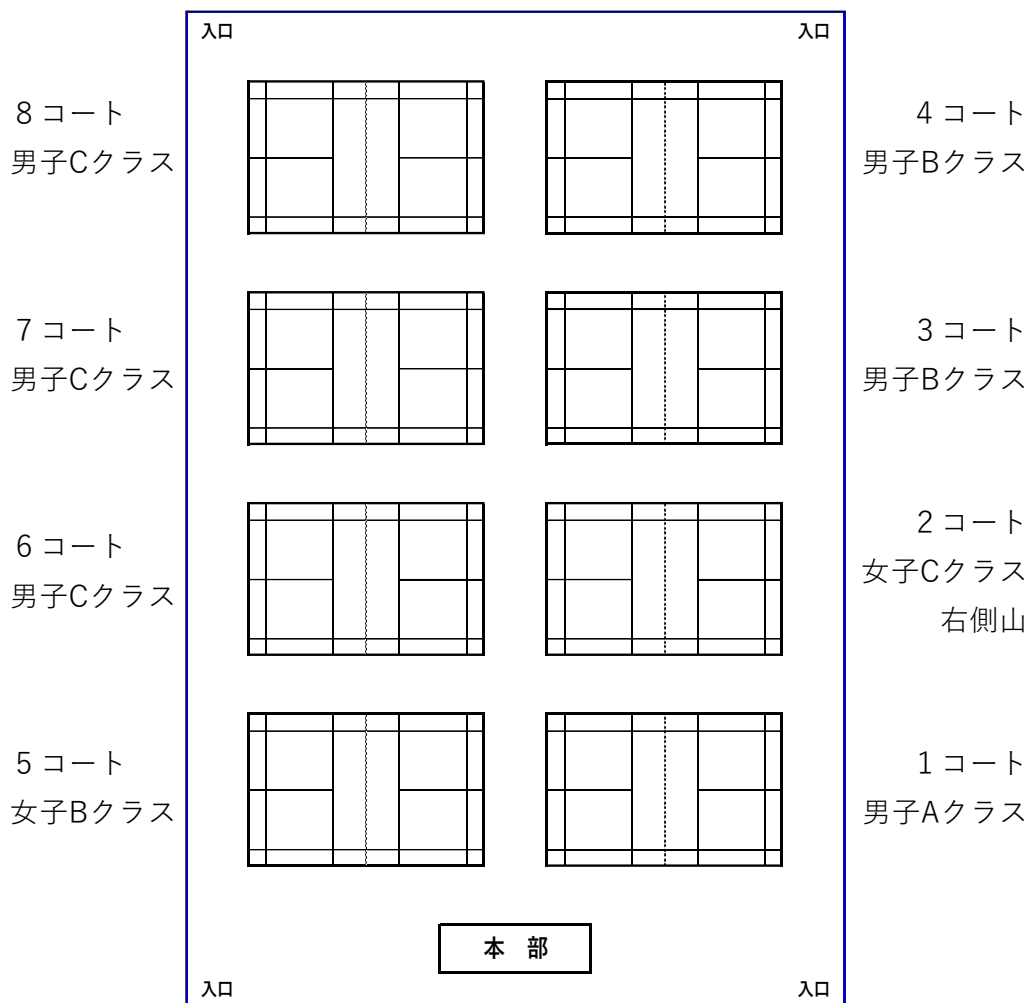 入口
入口
8コート
男子Cクラス
4コート
男子Bクラス
7コート
男子Cクラス
3コート
男子Bクラス
6コート
男子Cクラス
2コート
女子Cクラス
右側山
5コート
女子Bクラス
1コート
男子Aクラス
本 部
入口
入口